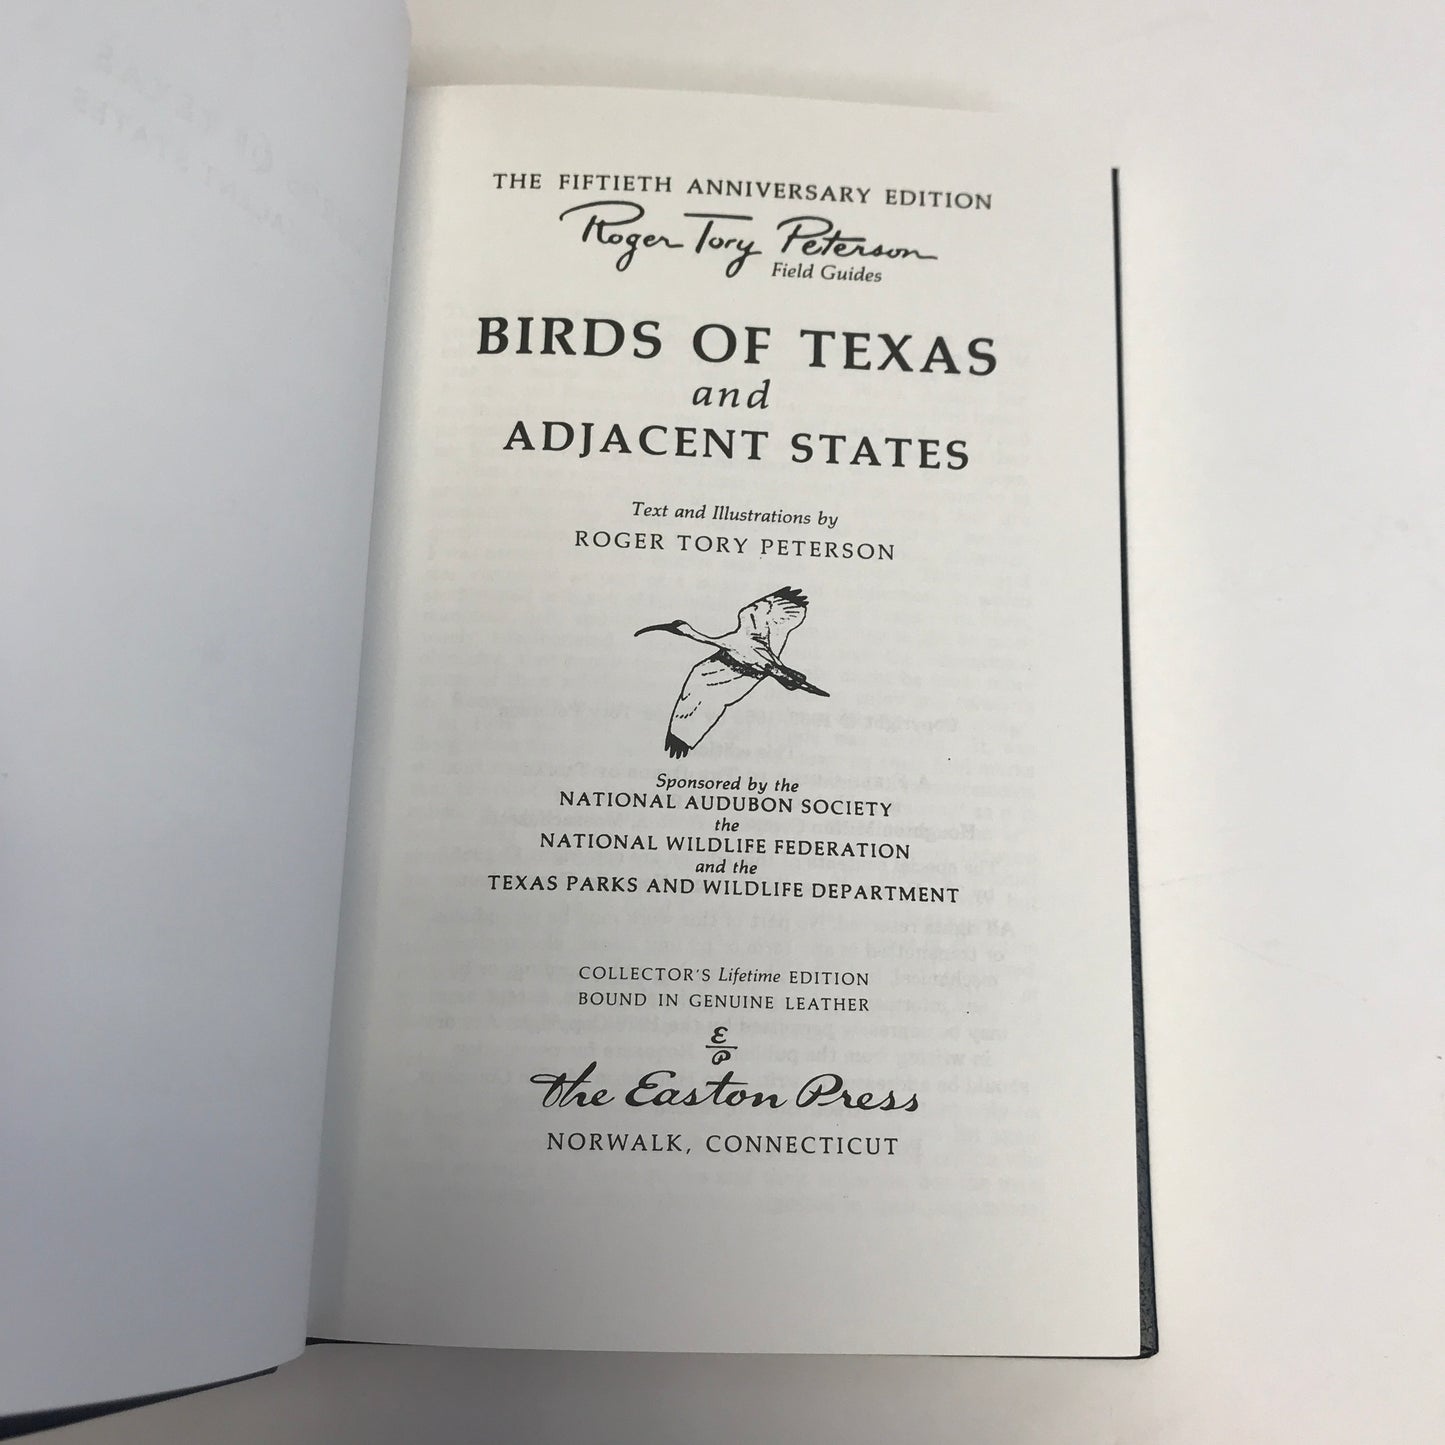 THE FIFTIETH ANNIVERSARY EDITION
Roger Tory Peterson
Field Guides
BIRDS OF TEXAS
and
ADJACENT STATES
Text and Illustrations by
ROGER TORY PETERSON
Sponsored by the
NATIONAL AUDUBON SOCIETY
the
NATIONAL WILDLIFE FEDERATION
and the
TEXAS PARKS AND WILDLIFE DEPARTMENT
COLLECTOR'S Lifetime EDITION
BOUND IN GENUINE LEATHER
E
P
The Easton Press
NORWALK, CONNECTICUT